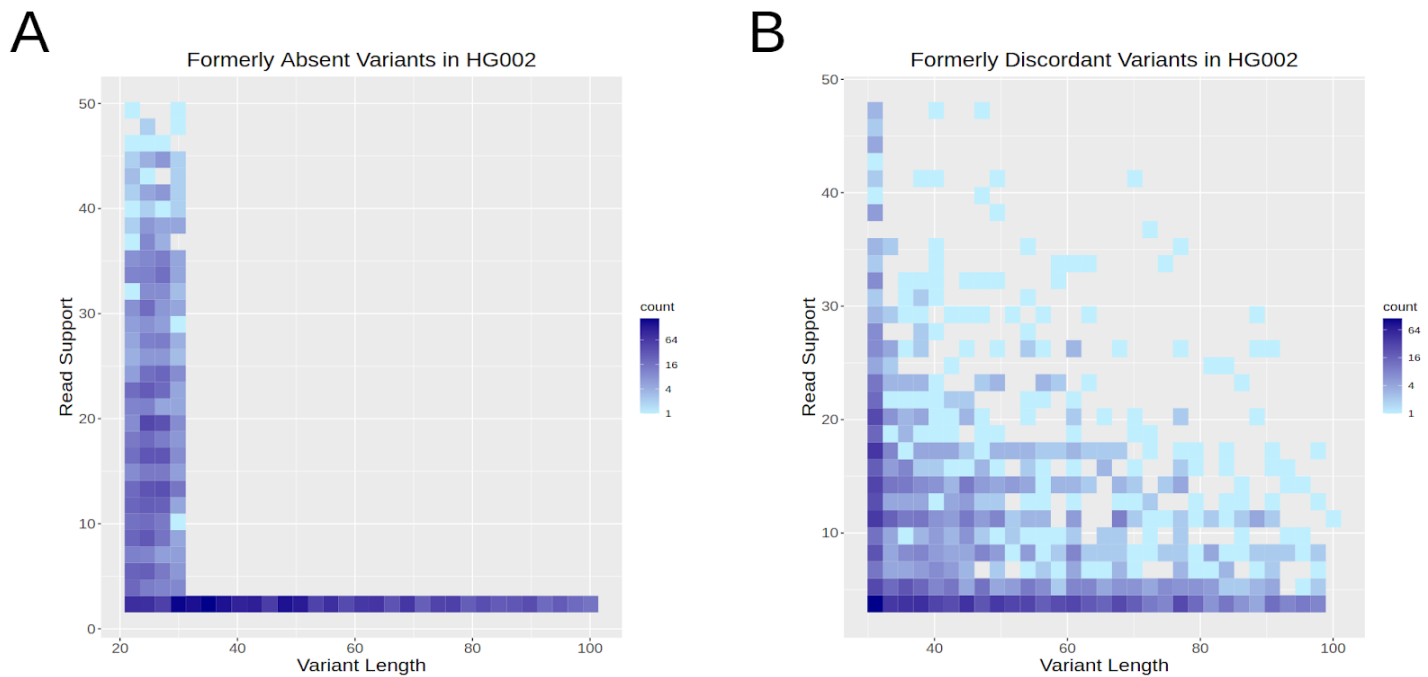 A
Formerly Absent Variants in HG002
50
40
30
20
10
0
Read Support
20 40 60 80 100
Variant Length
count
64
16
4
1
B
Formerly Discordant Variants in HG002
50
40
30
20
10
Read Support
40 60 80 100
Variant Length
count
64
16
4
1